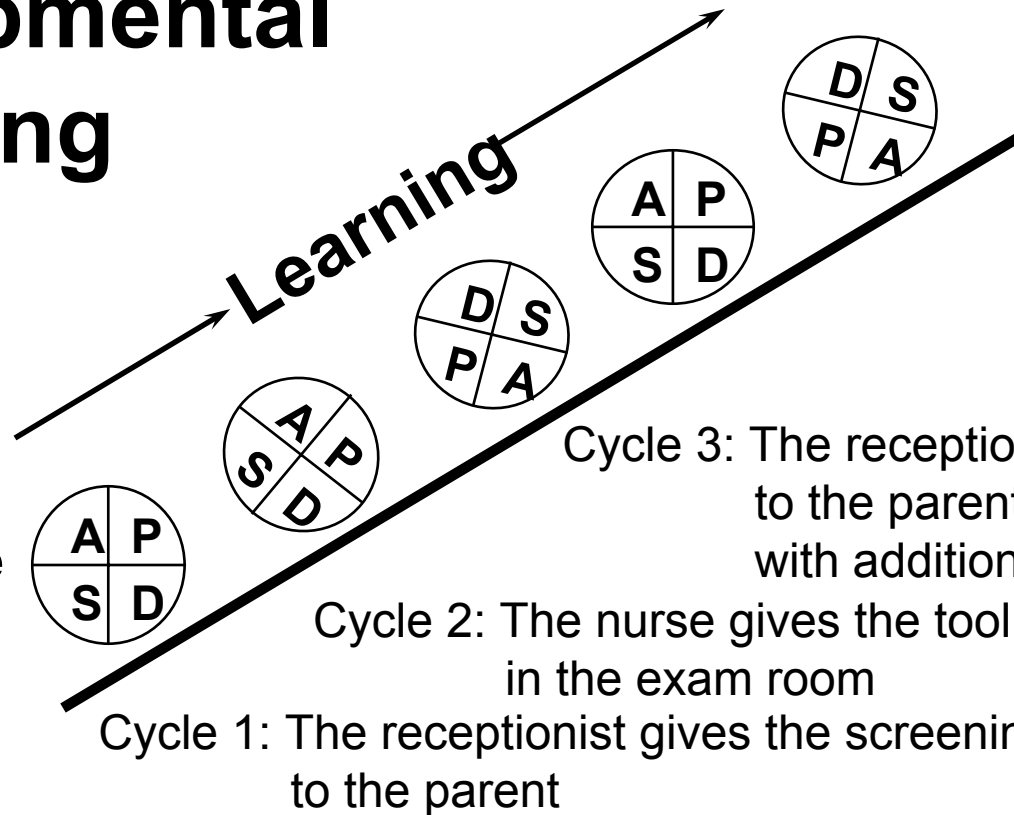 pmental
ng
Learning
D S
P A
A P
S D
D S
P A
A P
S D
A P
S D
e
Cycle 3: The receptio
to the parent
with addition
Cycle 2: The nurse gives the tool
in the exam room
Cycle 1: The receptionist gives the screenin
to the parent